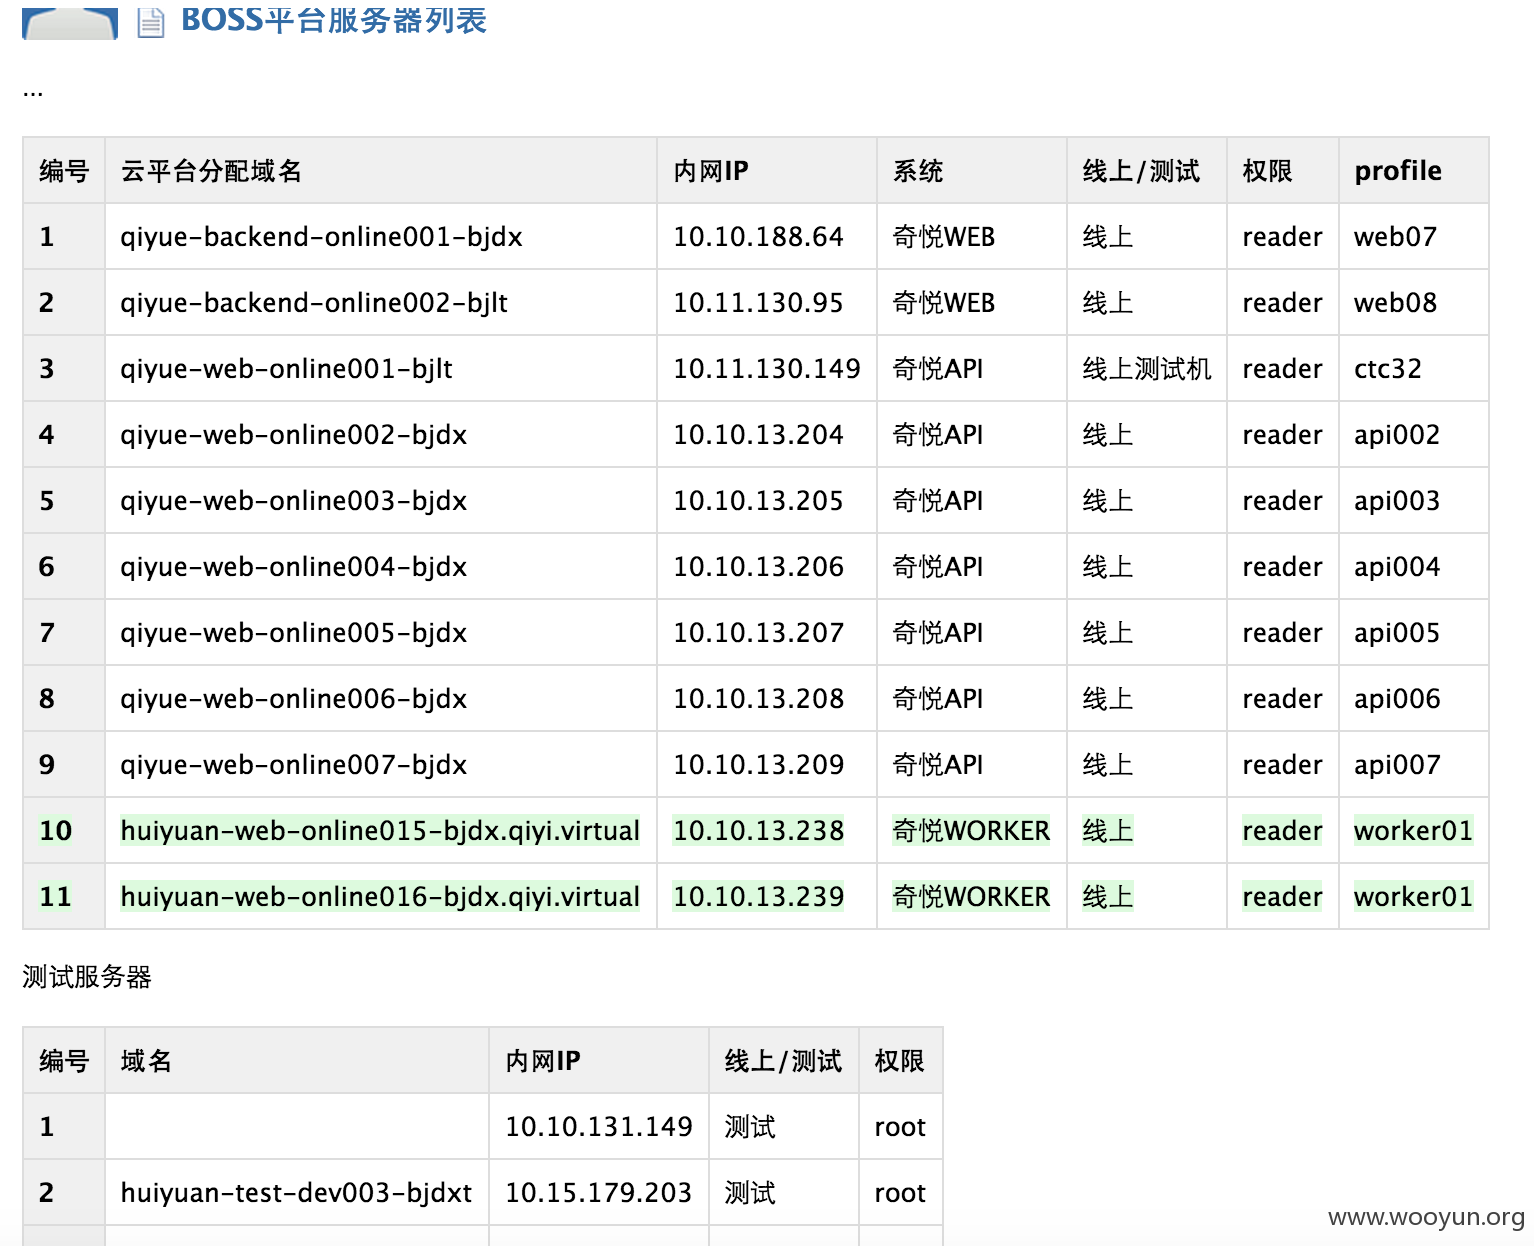 BOSS平台服务器列表
...
编号 云平台分配域名 内网IP 系统 线上/测试 权限 profile
1 qiyue-backend-online001-bjdx 10.10.188.64 奇悦WEB 线上 reader web07
2 qiyue-backend-online002-bjlt 10.11.130.95 奇悦WEB 线上 reader web08
3 qiyue-web-online001-bjlt 10.11.130.149 奇悦API 线上测试机 reader ctc32
4 qiyue-web-online002-bjdx 10.10.13.204 奇悦API 线上 reader api002
5 qiyue-web-online003-bjdx 10.10.13.205 奇悦API 线上 reader api003
6 qiyue-web-online004-bjdx 10.10.13.206 奇悦API 线上 reader api004
7 qiyue-web-online005-bjdx 10.10.13.207 奇悦API 线上 reader api005
8 qiyue-web-online006-bjdx 10.10.13.208 奇悦API 线上 reader api006
9 qiyue-web-online007-bjdx 10.10.13.209 奇悦API 线上 reader api007
10 huiyuan-web-online015-bjdx.qiyi.virtual 10.10.13.238 奇悦WORKER 线上 reader worker01
11 huiyuan-web-online016-bjdx.qiyi.virtual 10.10.13.239 奇悦WORKER 线上 reader worker01
测试服务器
编号 域名 内网IP 线上/测试 权限
1 10.10.131.149 测试 root
2 huiyuan-test-dev003-bjdxt 10.15.179.203 测试 root
www.wooyun.org